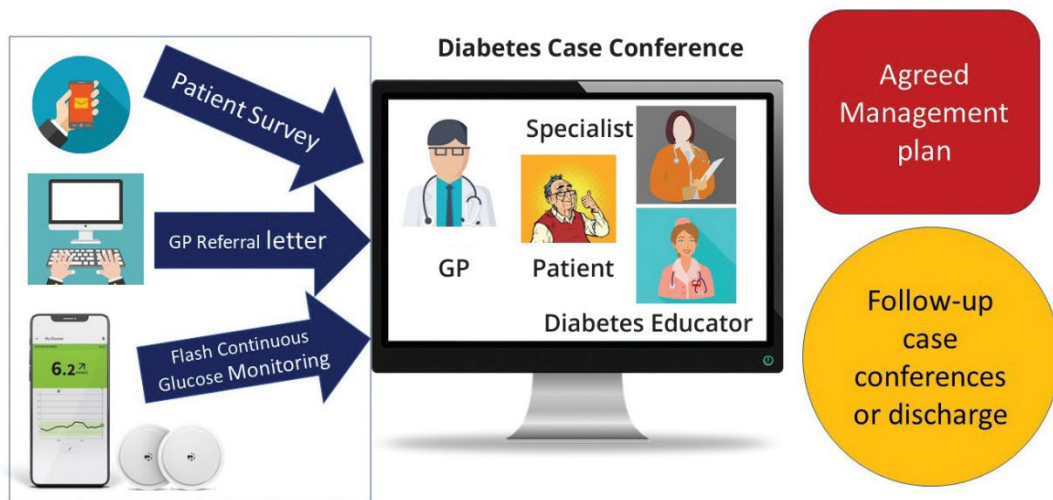 Diabetes Case Conference
Patient Survey
GP Referral letter
Flash Continuous
Glucose Monitoring
6.2
Specialist
GP
Patient
Diabetes Educator
Agreed
Management
plan
Follow-up
case
conferences
or discharge